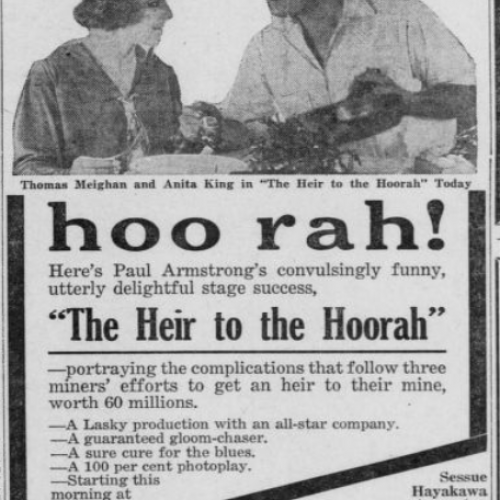 Thomas Meighan and Anita King in "The Heir to the Hoorah" Today
hoo rah!
Here's Paul Armstrong's convulsingly funny,
utterly delightful stage success,
"The Heir to the Hoorah"
—portraying the complications that follow three
miners' efforts to get an heir to their mine,
worth 60 millions.
—A Lasky production with an all-star company.
—A guaranteed gloom-chaser.
—A sure cure for the blues.
—A 100 per cent photoplay.
—Starting this
morning at
Sessue
Hayakawa